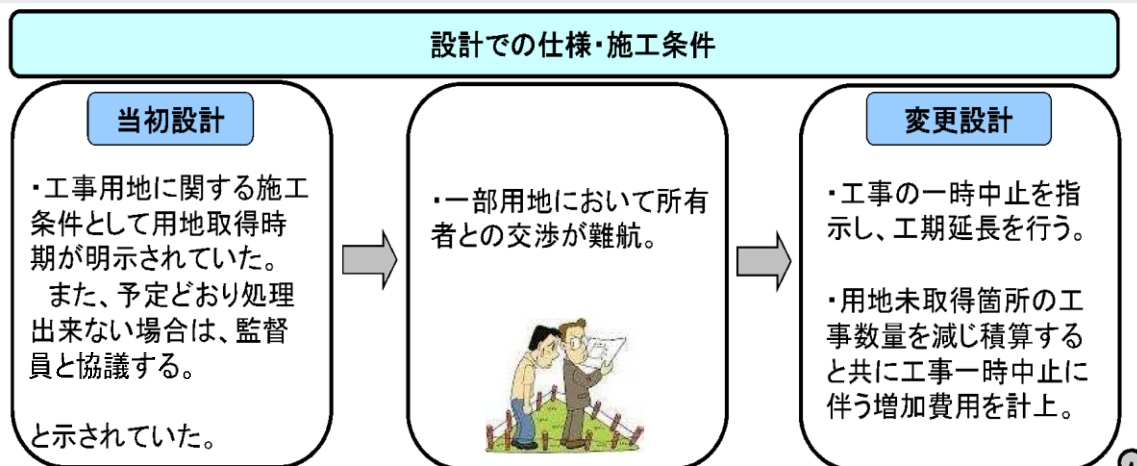 設計での仕様・施工条件
当初設計
・工事用地に関する施工
条件として用地取得時
期が明示されていた。
また、予定どおり処理
出来ない場合は、監督
員と協議する。
と示されていた。
・一部用地において所有
者との交渉が難航。
変更設計
・工事の一時中止を指
示し、工期延長を行う。
・用地未取得箇所の工
事数量を減じ積算する
と共に工事一時中止に
伴う増加費用を計上。